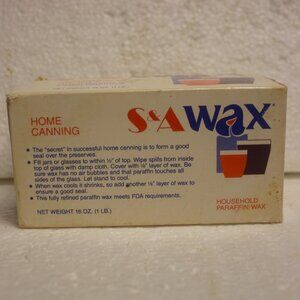 HOME
CANNING
S&A wax
• The "secret" in successful home canning is to form a good
seal over the preserves.
• Fill jars or glasses to within ½" of top. Wipe spills from inside
top of glass with damp cloth. Cover with ⅛" layer of wax. Be
sure wax has no air bubbles and that paraffin touches all
sides of the glass. Let stand to cool.
• When wax cools it shrinks, so add another ⅛" layer of wax to
ensure a good seal.
• This fully refined paraffin wax meets FDA requirements.
NET WEIGHT 16 OZ. (1 LB.)
HOUSEHOLD
PARAFFIN WAX